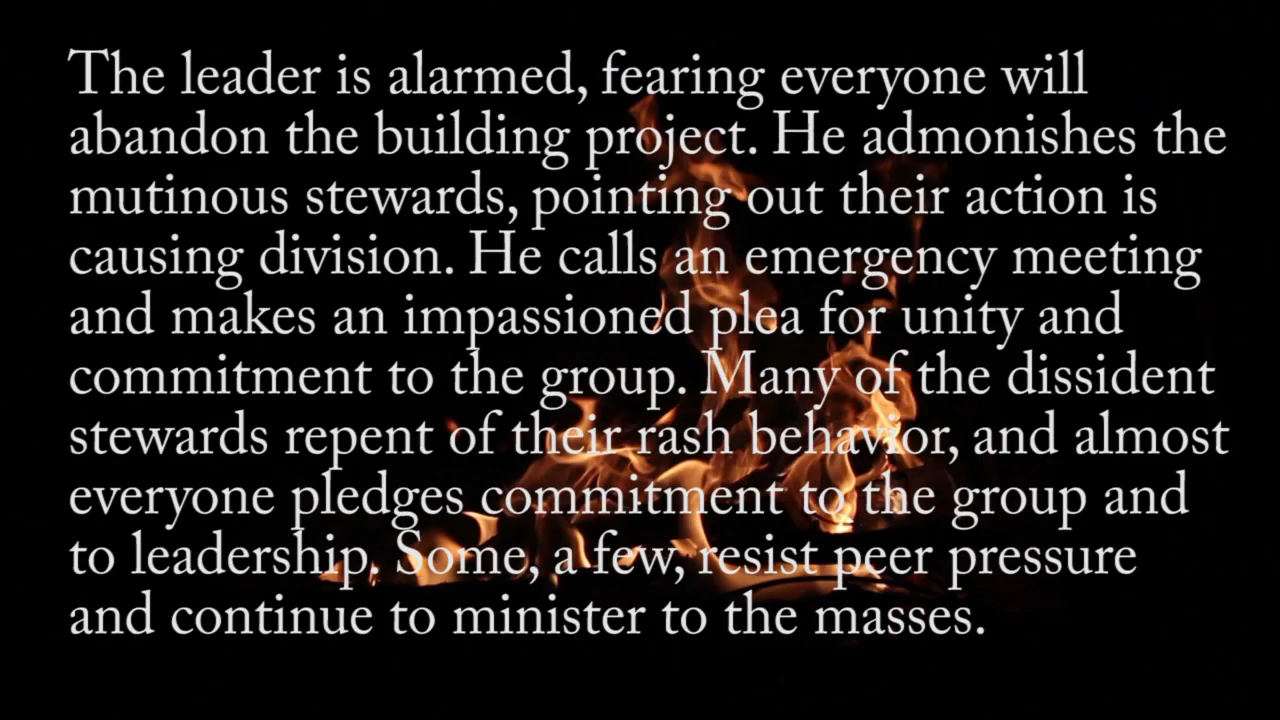 The leader is alarmed, fearing everyone will
abandon the building project. He admonishes the
mutinous stewards, pointing out their action is
causing division. He calls an emergency meeting
and makes an impassioned plea for unity and
commitment to the group. Many of the dissident
stewards repent of their rash behavior, and almost
everyone pledges commitment to the group and
to leadership. Some, a few, resist peer pressure
and continue to minister to the masses.